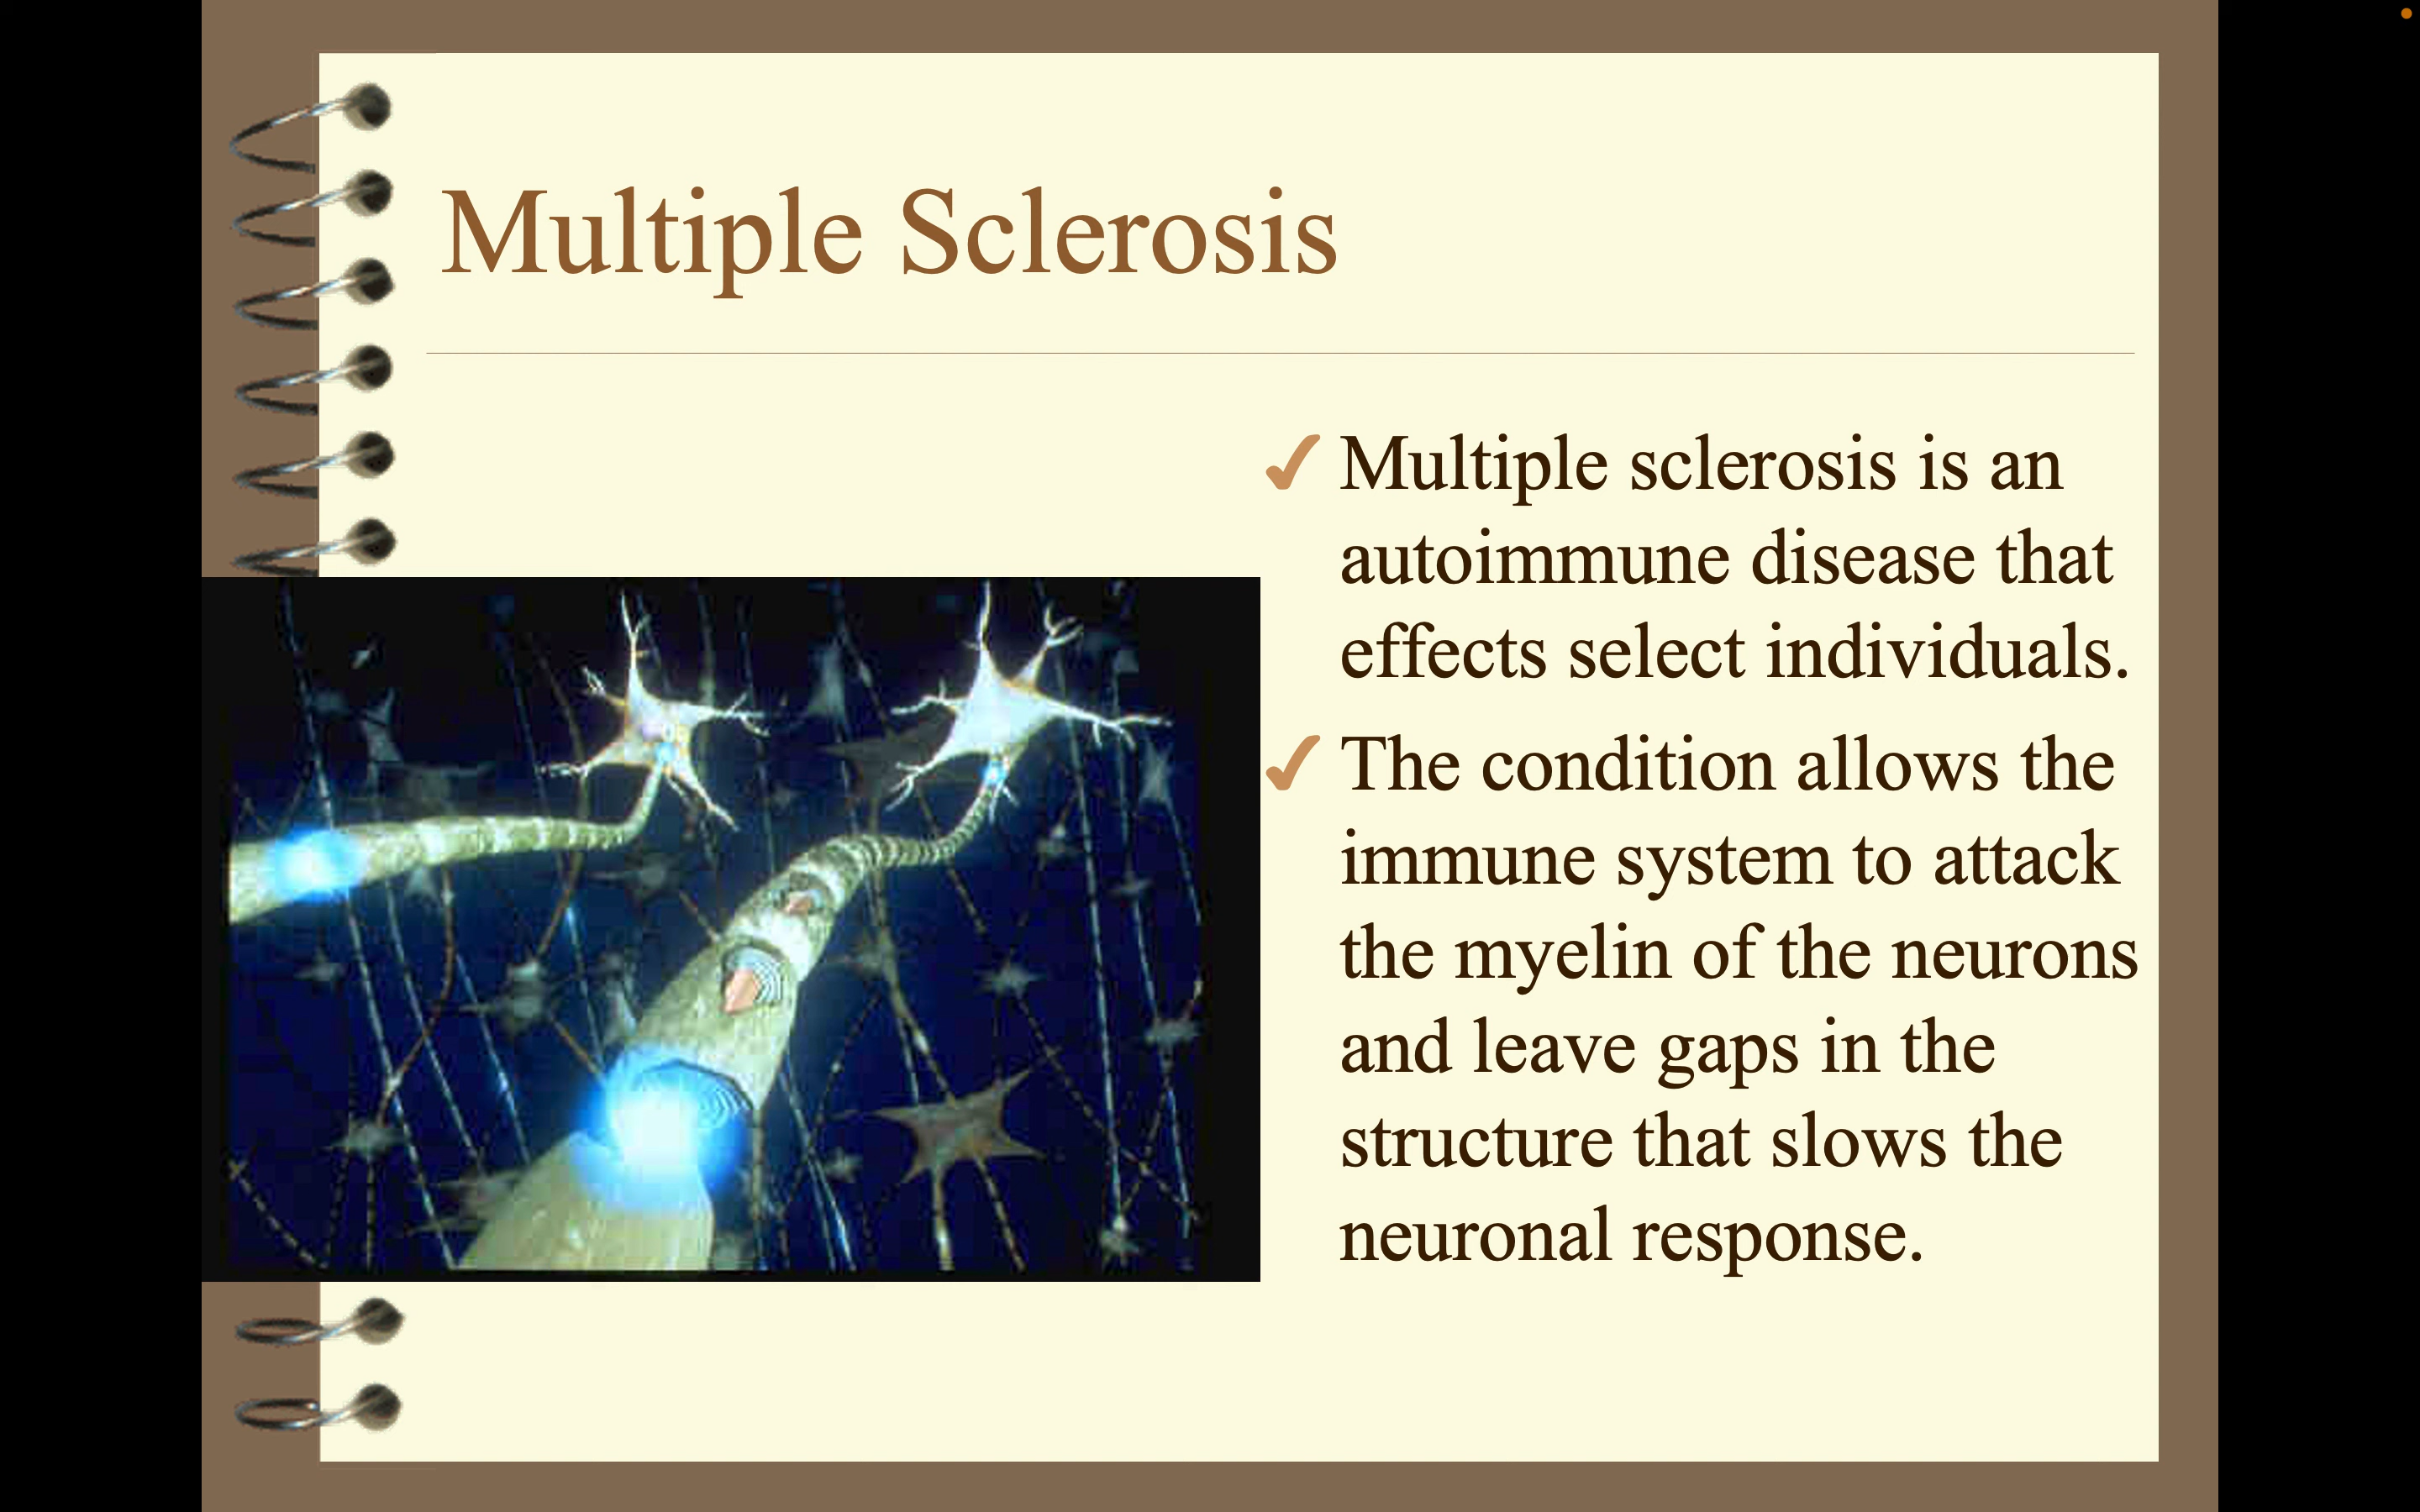 Multiple Sclerosis
✓ Multiple sclerosis is an
autoimmune disease that
effects select individuals.
✓ The condition allows the
immune system to attack
the myelin of the neurons
and leave gaps in the
structure that slows the
neuronal response.